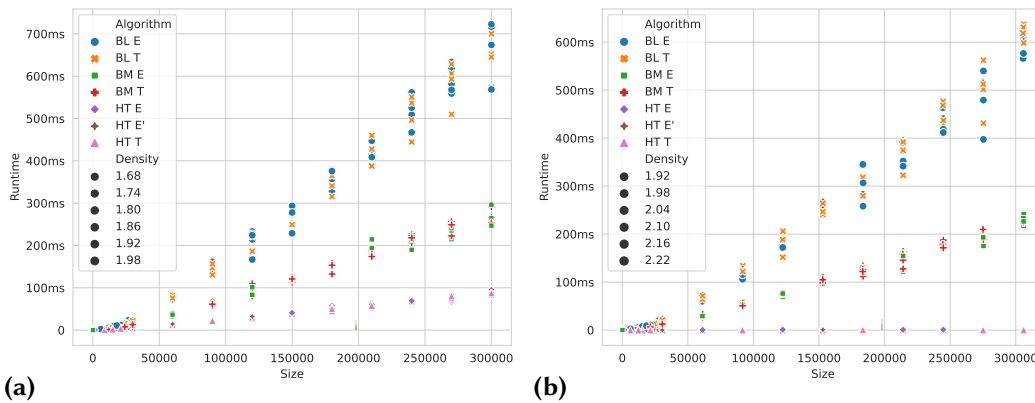 700ms
600ms
500ms
400ms
300ms
200ms
100ms
0
Runtime
Algorithm
BL E
BL T
BM E
BM T
HT E
HT E'
HT T
Density
1.68
1.74
1.80
1.86
1.92
1.98
0 50000 100000 150000 200000 250000 300000
Size
(a)
600ms
500ms
400ms
300ms
200ms
100ms
0
Runtime
Algorithm
BL E
BL T
BM E
BM T
HT E
HT E'
HT T
Density
1.92
1.98
2.04
2.10
2.16
2.22
0 50000 100000 150000 200000 250000 300000
Size
(b)